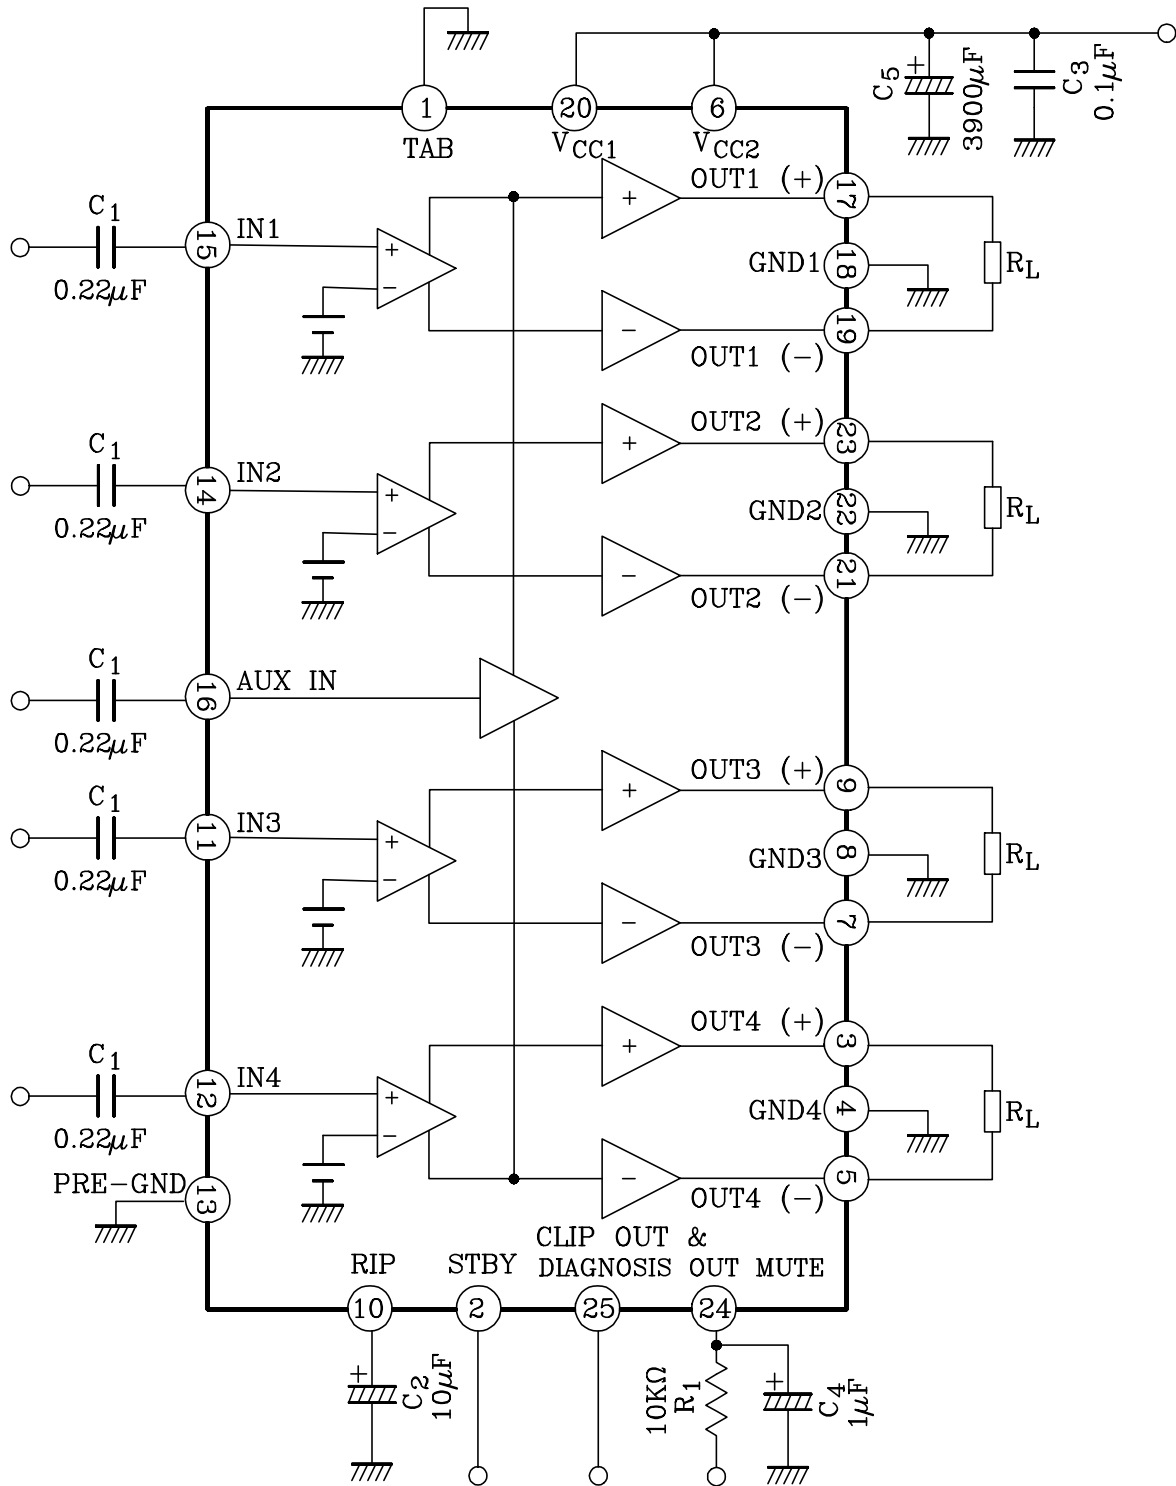 1
TAB
20
VCC1
6
VCC2
+
C5
3900µF
C3
0.1µF
C1
0.22µF
15
IN1
+
−
+
−
OUT1 (+)
17
GND1
18
OUT1 (−)
19
RL
C1
0.22µF
14
IN2
+
−
+
−
OUT2 (+)
23
GND2
22
OUT2 (−)
21
RL
C1
0.22µF
16
AUX IN
C1
0.22µF
11
IN3
+
−
+
−
OUT3 (+)
9
GND3
8
OUT3 (−)
7
RL
C1
0.22µF
12
IN4
+
−
+
−
OUT4 (+)
3
GND4
4
OUT4 (−)
5
RL
PRE-GND
13
RIP
10
STBY
2
CLIP OUT &
DIAGNOSIS OUT MUTE
25
24
+
C2
10µF
10KΩ
R1
+
C4
1µF